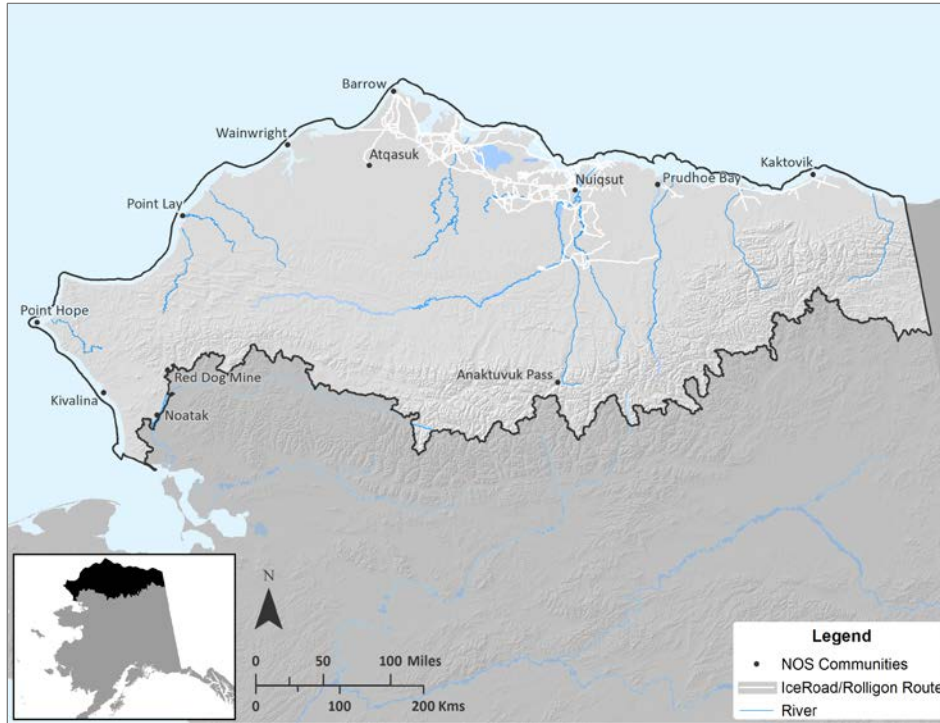 Barrow
Wainwright
Atqasuk
Kaktovik
Nuiqsut
Prudhoe Bay
Point Lay
Point Hope
Anaktuvuk Pass
Red Dog Mine
Kivalina
Noatak
N
0 50 100 Miles
0 100 200 Kms
Legend
NOS Communities
IceRoad/Rolligon Route
River